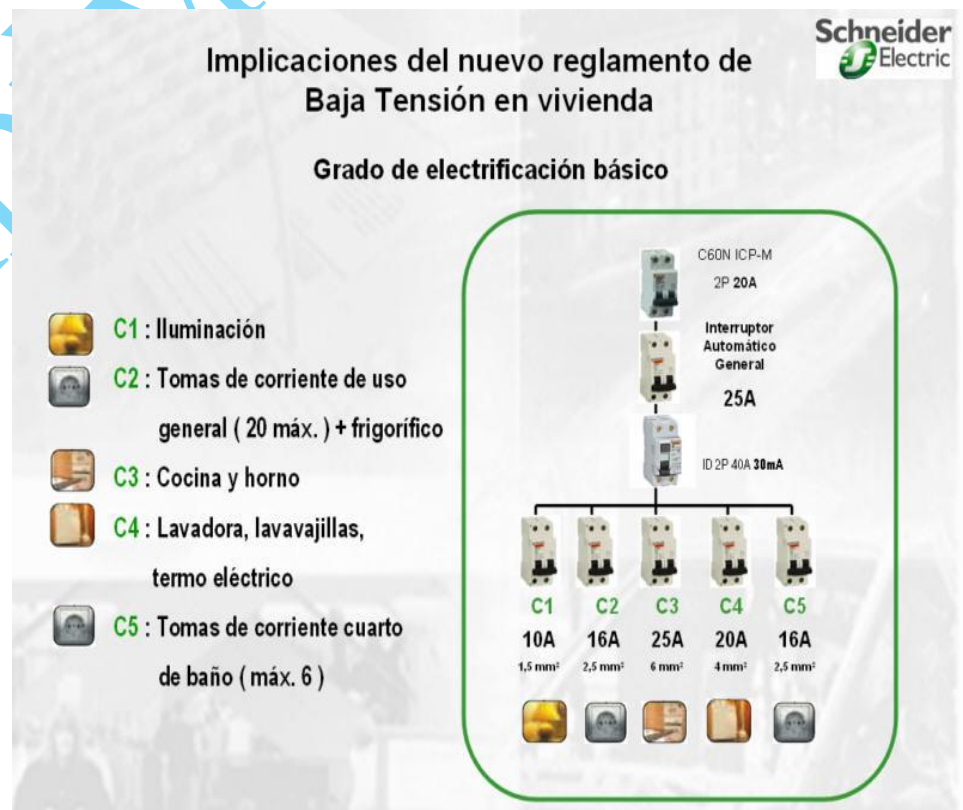 Schneider
Electric
Implicaciones del nuevo reglamento de
Baja Tensión en vivienda
Grado de electrificación básico
C1 : Iluminación
C2 : Tomas de corriente de uso
general ( 20 máx. ) + frigorífico
C3 : Cocina y horno
C4 : Lavadora, lavavajillas,
termo eléctrico
C5 : Tomas de corriente cuarto
de baño ( máx. 6 )
C60N ICP-M
2P 20A
Interruptor
Automático
General
25A
ID 2P 40A 30mA
C1 C2 C3 C4 C5
10A 16A 25A 20A 16A
1,5 mm² 2,5 mm² 6 mm² 4 mm² 2,5 mm²